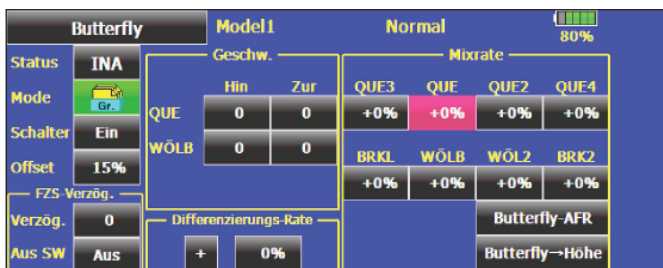 Butterfly Model1 Normal 80%
Status INA
Mode Gr.
Schalter Ein
Offset 15%
FZS-Verzög.
Verzög. 0
Aus SW Aus
Geschw.
Hin Zur
QUE 0 0
WÖLB 0 0
Differenzierungs-Rate
+ 0%
Mixrate
QUE3 QUE QUE2 QUE4
+0% +0% +0% +0%
BRKL WÖLB WÖL2 BRK2
+0% +0% +0% +0%
Butterfly-AFR
Butterfly→Höhe